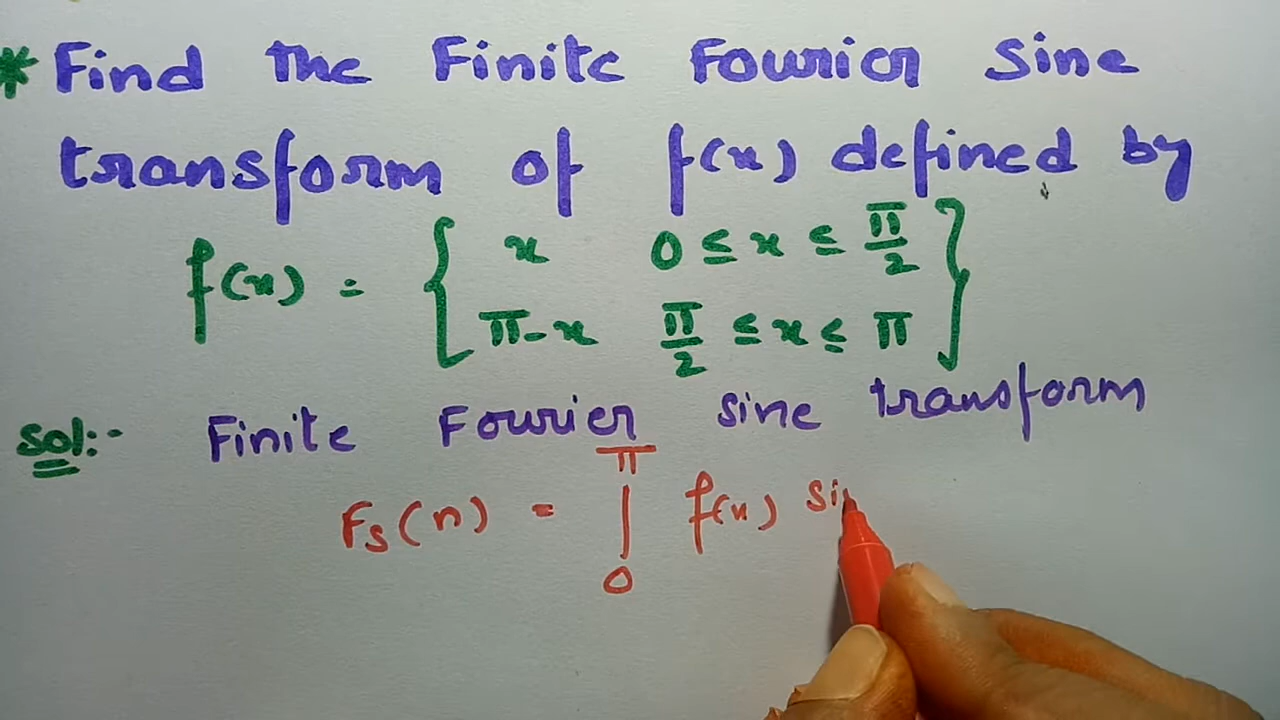 * Find the Finite Fourier Sine
transform of f(x) defined by
f(x) = { x 0 ≤ x ≤ π/2
π-x π/2 ≤ x ≤ π }
Sol:- Finite Fourier sine transform
Fs(n) = ∫₀^π f(x) si